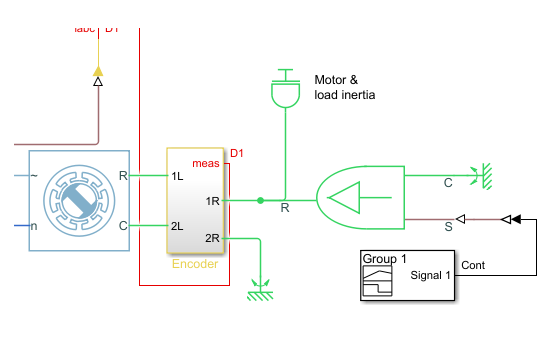 Iabc D1
Motor &
load inertia
D1
meas
R
1L
~
1R
C
R
C
2L
2R
n
S
Encoder
Group 1
Signal 1
Cont